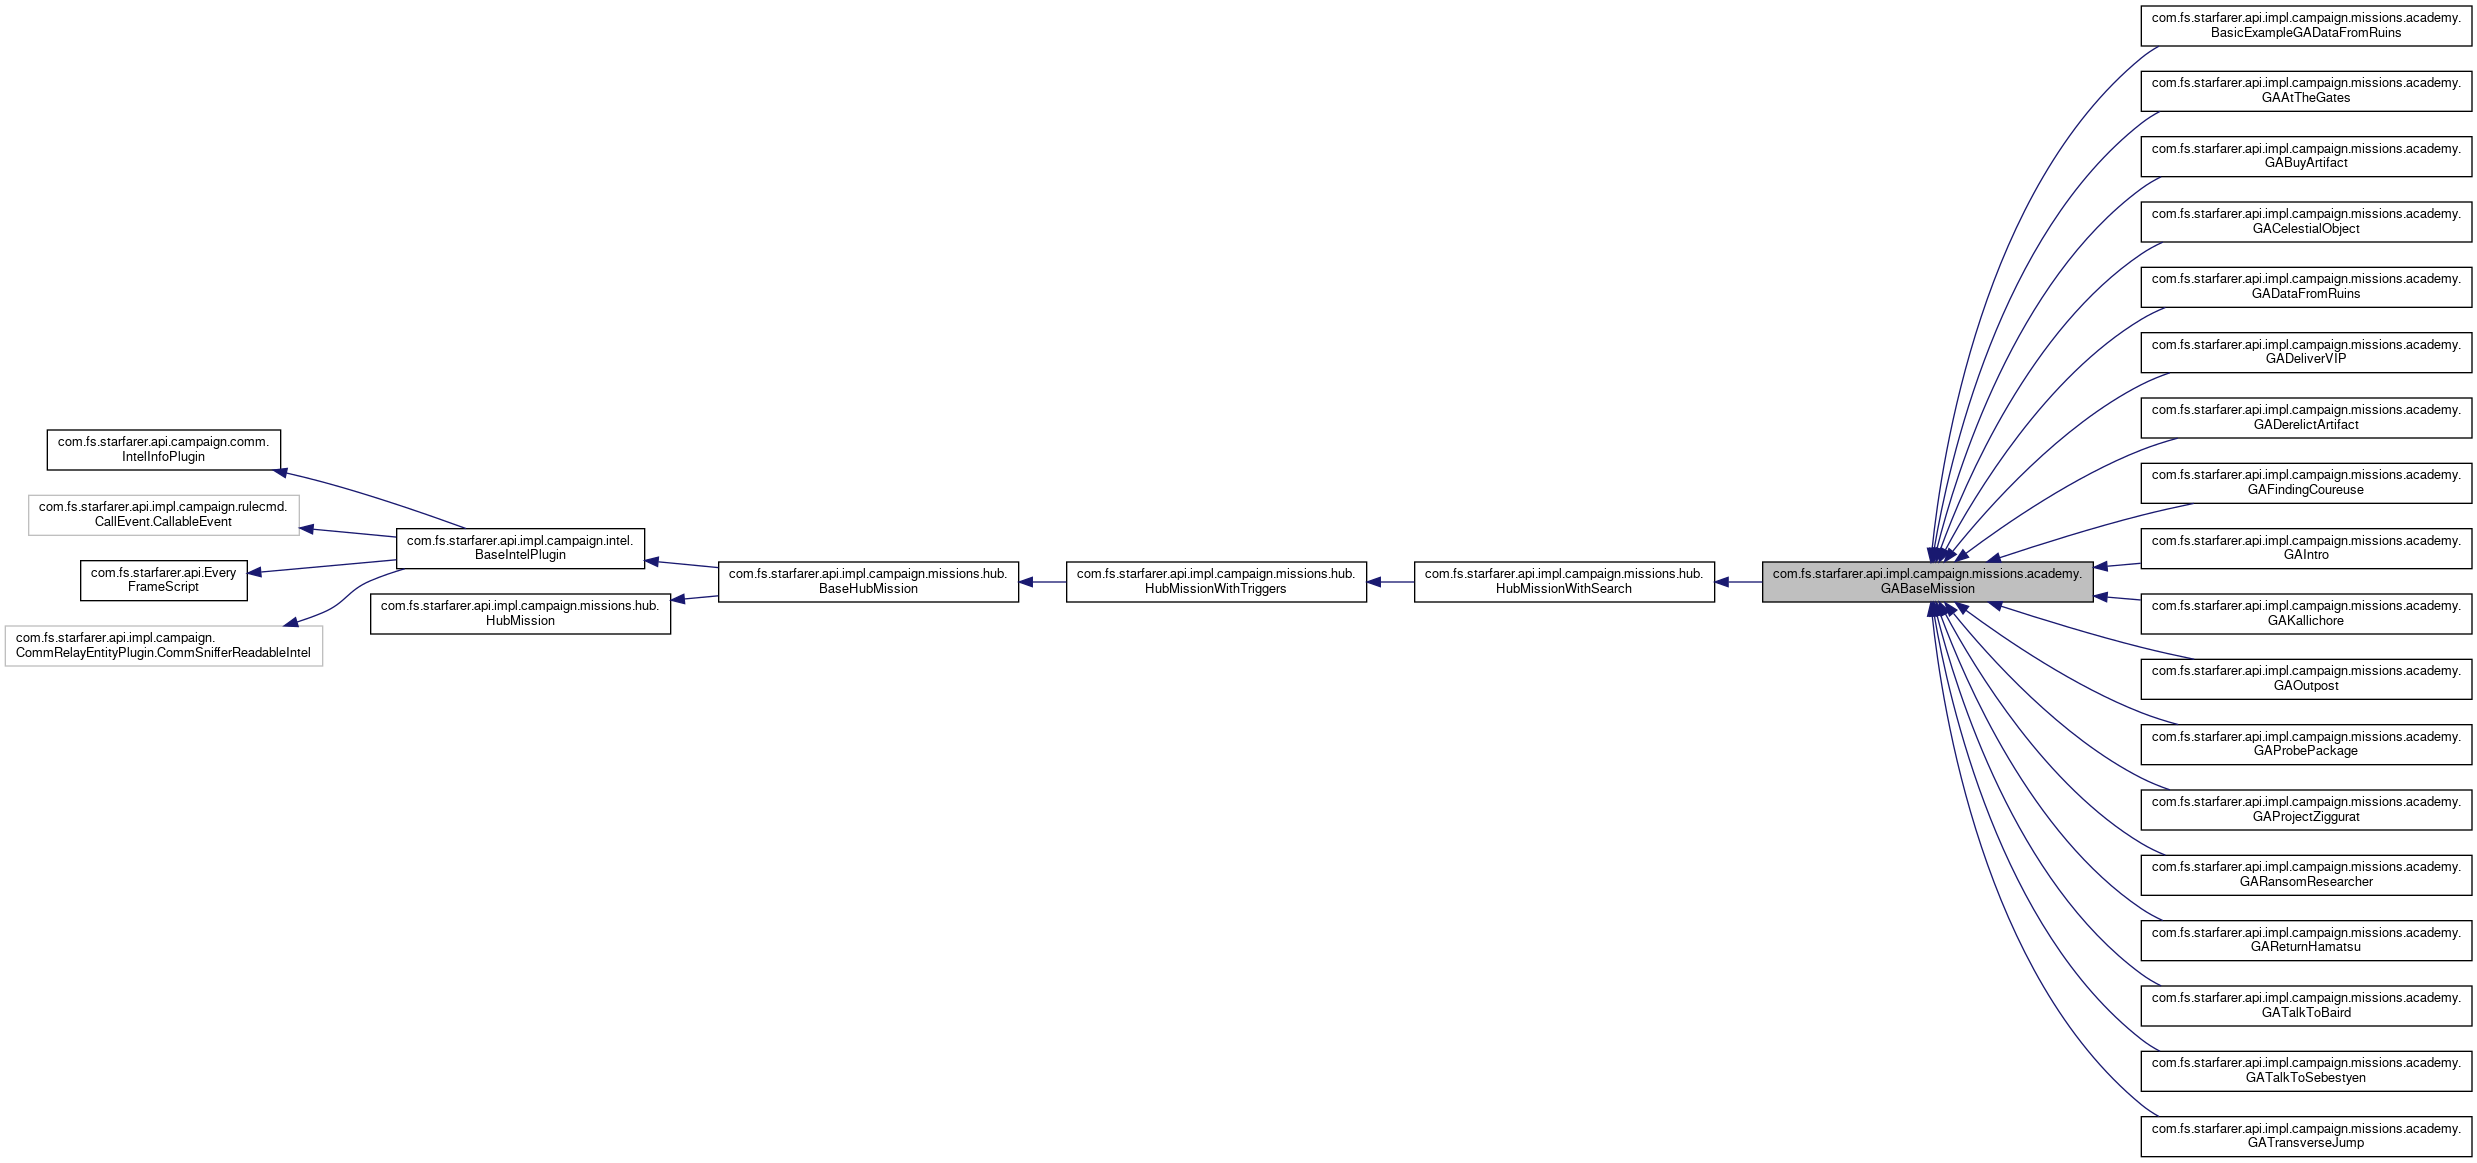 com.fs.starfarer.api.campaign.comm.
IntelInfoPlugin
com.fs.starfarer.api.impl.campaign.rulecmd.
CallEvent.CallableEvent
com.fs.starfarer.api.Every
FrameScript
com.fs.starfarer.api.impl.campaign.
CommRelayEntityPlugin.CommSnifferReadableIntel
com.fs.starfarer.api.impl.campaign.intel.
BaseIntelPlugin
com.fs.starfarer.api.impl.campaign.missions.hub.
HubMission
com.fs.starfarer.api.impl.campaign.missions.hub.
BaseHubMission
com.fs.starfarer.api.impl.campaign.missions.hub.
HubMissionWithTriggers
com.fs.starfarer.api.impl.campaign.missions.hub.
HubMissionWithSearch
com.fs.starfarer.api.impl.campaign.missions.academy.
GABaseMission
com.fs.starfarer.api.impl.campaign.missions.academy.
BasicExampleGADataFromRuins
com.fs.starfarer.api.impl.campaign.missions.academy.
GAAtTheGates
com.fs.starfarer.api.impl.campaign.missions.academy.
GABuyArtifact
com.fs.starfarer.api.impl.campaign.missions.academy.
GACelestialObject
com.fs.starfarer.api.impl.campaign.missions.academy.
GADataFromRuins
com.fs.starfarer.api.impl.campaign.missions.academy.
GADeliverVIP
com.fs.starfarer.api.impl.campaign.missions.academy.
GADerelictArtifact
com.fs.starfarer.api.impl.campaign.missions.academy.
GAFindingCoureuse
com.fs.starfarer.api.impl.campaign.missions.academy.
GAIntro
com.fs.starfarer.api.impl.campaign.missions.academy.
GAKallichore
com.fs.starfarer.api.impl.campaign.missions.academy.
GAOutpost
com.fs.starfarer.api.impl.campaign.missions.academy.
GAProbePackage
com.fs.starfarer.api.impl.campaign.missions.academy.
GAProjectZiggurat
com.fs.starfarer.api.impl.campaign.missions.academy.
GARansomResearcher
com.fs.starfarer.api.impl.campaign.missions.academy.
GAReturnHamatsu
com.fs.starfarer.api.impl.campaign.missions.academy.
GATalkToBaird
com.fs.starfarer.api.impl.campaign.missions.academy.
GATalkToSebestyen
com.fs.starfarer.api.impl.campaign.missions.academy.
GATransverseJump